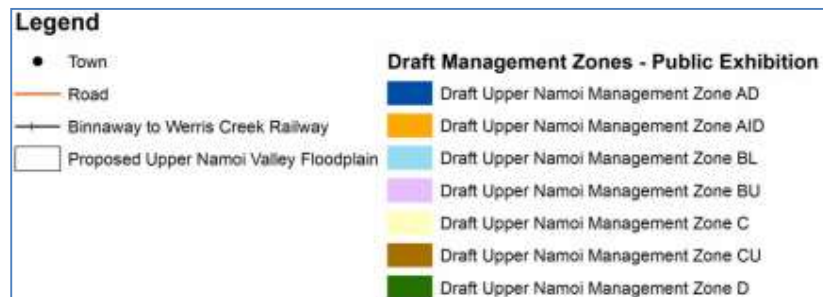 Legend
Town
Road
Binnaway to Werris Creek Railway
Proposed Upper Namoi Valley Floodplain
Draft Management Zones - Public Exhibition
Draft Upper Namoi Management Zone AD
Draft Upper Namoi Management Zone AID
Draft Upper Namoi Management Zone BL
Draft Upper Namoi Management Zone BU
Draft Upper Namoi Management Zone C
Draft Upper Namoi Management Zone CU
Draft Upper Namoi Management Zone D